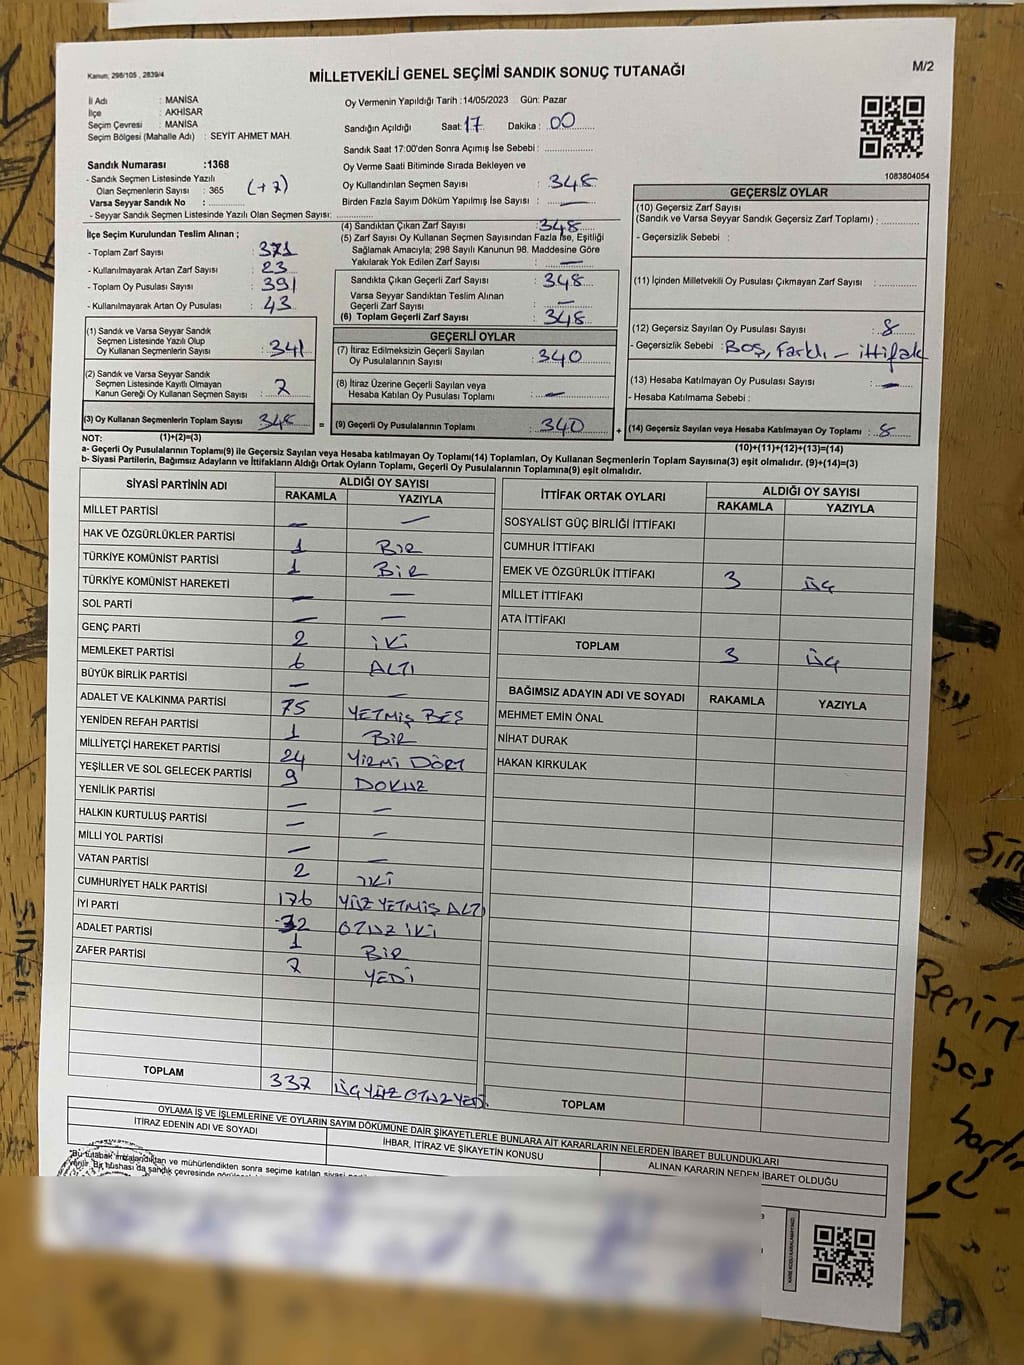 Kanun; 298/105 , 2839/4
MİLLETVEKİLİ GENEL SEÇİMİ SANDIK SONUÇ TUTANAĞI
M/2
İl Adı : MANİSA
İlçe : AKHİSAR
Seçim Çevresi : MANİSA
Seçim Bölgesi (Mahalle Adı) : SEYİT AHMET MAH.
Oy Vermenin Yapıldığı Tarih :14/05/2023 Gün: Pazar
Sandığın Açıldığı Saat: 17 Dakika : 00
Sandık Saat 17:00'den Sonra Açımış İse Sebebi :
Oy Verme Saati Bitiminde Sırada Bekleyen ve
Oy Kullandırılan Seçmen Sayısı : 348
Birden Fazla Sayım Döküm Yapılmış İse Sayısı : —
1083804054
Sandık Numarası :1368
- Sandık Seçmen Listesinde Yazılı
Olan Seçmenlerin Sayısı : 365 (+7)
Varsa Seyyar Sandık No :
- Seyyar Sandık Seçmen Listesinde Yazılı Olan Seçmen Sayısı:
İlçe Seçim Kurulundan Teslim Alınan ;
- Toplam Zarf Sayısı : 371
- Kullanılmayarak Artan Zarf Sayısı : 23
- Toplam Oy Pusulası Sayısı : 391
- Kullanılmayarak Artan Oy Pusulası : 43
(1) Sandık ve Varsa Seyyar Sandık
Seçmen Listesinde Yazılı Olup
Oy Kullanan Seçmenlerin Sayısı : 341
(2) Sandık ve Varsa Seyyar Sandık
Seçmen Listesinde Kayıtlı Olmayan
Kanun Gereği Oy Kullanan Seçmen Sayısı : 7
(3) Oy Kullanan Seçmenlerin Toplam Sayısı : 348
(4) Sandıktan Çıkan Zarf Sayısı : 348
(5) Zarf Sayısı Oy Kullanan Seçmen Sayısından Fazla İse, Eşitliği
Sağlamak Amacıyla; 298 Sayılı Kanunun 98. Maddesine Göre
Yakılarak Yok Edilen Zarf Sayısı : —
Sandıkta Çıkan Geçerli Zarf Sayısı : 348
Varsa Seyyar Sandıktan Teslim Alınan
Geçerli Zarf Sayısı : —
(6) Toplam Geçerli Zarf Sayısı : 348
GEÇERLİ OYLAR
(7) İtiraz Edilmeksizin Geçerli Sayılan
Oy Pusulalarının Sayısı : 340
(8) İtiraz Üzerine Geçerli Sayılan veya
Hesaba Katılan Oy Pusulası Toplamı : —
= (9) Geçerli Oy Pusulalarının Toplamı : 340
GEÇERSİZ OYLAR
(10) Geçersiz Zarf Sayısı
(Sandık ve Varsa Seyyar Sandık Geçersiz Zarf Toplamı) :
- Geçersizlik Sebebi :
(11) İçinden Milletvekili Oy Pusulası Çıkmayan Zarf Sayısı :
(12) Geçersiz Sayılan Oy Pusulası Sayısı : 8
- Geçersizlik Sebebi : Boş, Farklı – ittifak
(13) Hesaba Katılmayan Oy Pusulası Sayısı : —
- Hesaba Katılmama Sebebi :
+ (14) Geçersiz Sayılan veya Hesaba Katılmayan Oy Toplamı : 8
NOT: (1)+(2)=(3)
(10)+(11)+(12)+(13)=(14)
a- Geçerli Oy Pusulalarının Toplamı(9) ile Geçersiz Sayılan veya Hesaba Katılmayan Oy Toplamı(14) Toplamları, Oy Kullanan Seçmenlerin Toplam Sayısına(3) eşit olmalıdır. (9)+(14)=(3)
b- Siyasi Partilerin, Bağımsız Adayların ve İttifakların Aldığı Ortak Oyların Toplamı, Geçerli Oy Pusulalarının Toplamına(9) eşit olmalıdır.
SİYASİ PARTİNİN ADI ALDIĞI OY SAYISI
RAKAMLA YAZIYLA
MİLLET PARTİSİ — —
HAK VE ÖZGÜRLÜKLER PARTİSİ 1 BİR
TÜRKİYE KOMÜNİST PARTİSİ 1 BİR
TÜRKİYE KOMÜNİST HAREKETİ — —
SOL PARTİ — —
GENÇ PARTİ 2 İKİ
MEMLEKET PARTİSİ 6 ALTI
BÜYÜK BİRLİK PARTİSİ — —
ADALET VE KALKINMA PARTİSİ 75 YETMİŞ BEŞ
YENİDEN REFAH PARTİSİ 1 BİR
MİLLİYETÇİ HAREKET PARTİSİ 24 YİRMİ DÖRT
YEŞİLLER VE SOL GELECEK PARTİSİ 9 DOKUZ
YENİLİK PARTİSİ — —
HALKIN KURTULUŞ PARTİSİ — —
MİLLİ YOL PARTİSİ — —
VATAN PARTİSİ 2 İKİ
CUMHURİYET HALK PARTİSİ 176 YÜZ YETMİŞ ALTI
İYİ PARTİ 32 OTUZ İKİ
ADALET PARTİSİ 1 BİR
ZAFER PARTİSİ 7 YEDİ
TOPLAM 337 ÜÇ YÜZ OTUZ YEDİ
İTTİFAK ORTAK OYLARI ALDIĞI OY SAYISI
RAKAMLA YAZIYLA
SOSYALİST GÜÇ BİRLİĞİ İTTİFAKI
CUMHUR İTTİFAKI
EMEK VE ÖZGÜRLÜK İTTİFAKI 3 ÜÇ
MİLLET İTTİFAKI
ATA İTTİFAKI
TOPLAM 3 ÜÇ
BAĞIMSIZ ADAYIN ADI VE SOYADI RAKAMLA YAZIYLA
MEHMET EMİN ÖNAL
NİHAT DURAK
HAKAN KIRKULAK
TOPLAM
OYLAMA İŞ VE İŞLEMLERİNE VE OYLARIN SAYIM DÖKÜMÜNE DAİR ŞİKAYETLERLE BUNLARA AİT KARARLARIN NELERDEN İBARET BULUNDUKLARI
İTİRAZ EDENİN ADI VE SOYADI İHBAR, İTİRAZ VE ŞİKAYETİN KONUSU ALINAN KARARIN NEDEN İBARET OLDUĞU
"Bu tutanak imzalandıktan ve mühürlendikten sonra seçime katılan siyasi
Benim
boş